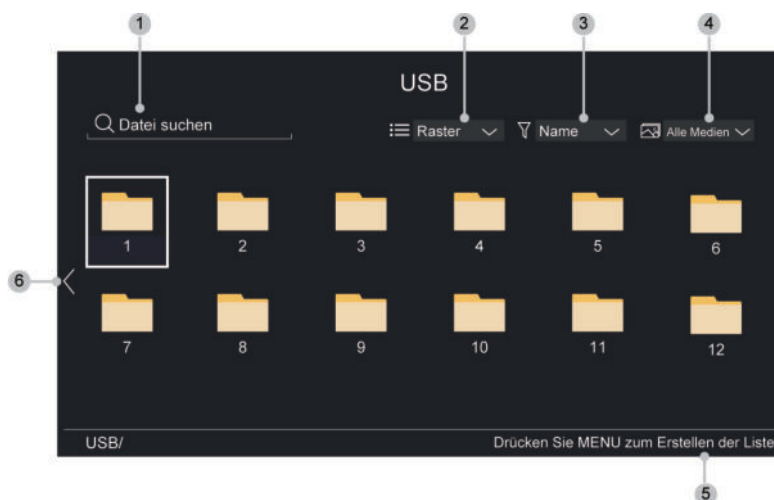 1 2 3 4
USB
Datei suchen Raster Name Alle Medien
1 2 3 4 5 6
6
7 8 9 10 11 12
USB/ Drücken Sie MENU zum Erstellen der Liste
5